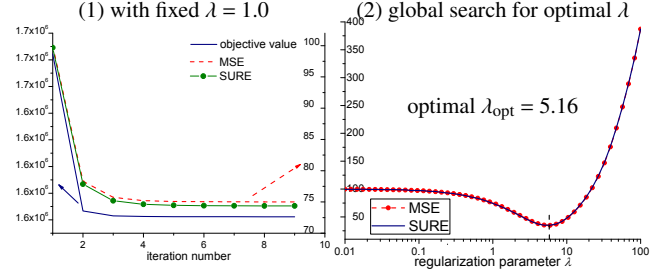 (1) with fixed λ = 1.0
1.7x10⁶
1.7x10⁶
1.7x10⁶
1.6x10⁶
1.6x10⁶
1.6x10⁶
1.6x10⁶
1.6x10⁶
objective value
MSE
SURE
100
95
90
85
80
75
70
2
4
6
8
10
iteration number
(2) global search for optimal λ
400
350
300
250
200
150
100
50
optimal λopt = 5.16
MSE
SURE
0.01
0.1
1
10
100
regularization parameter λ